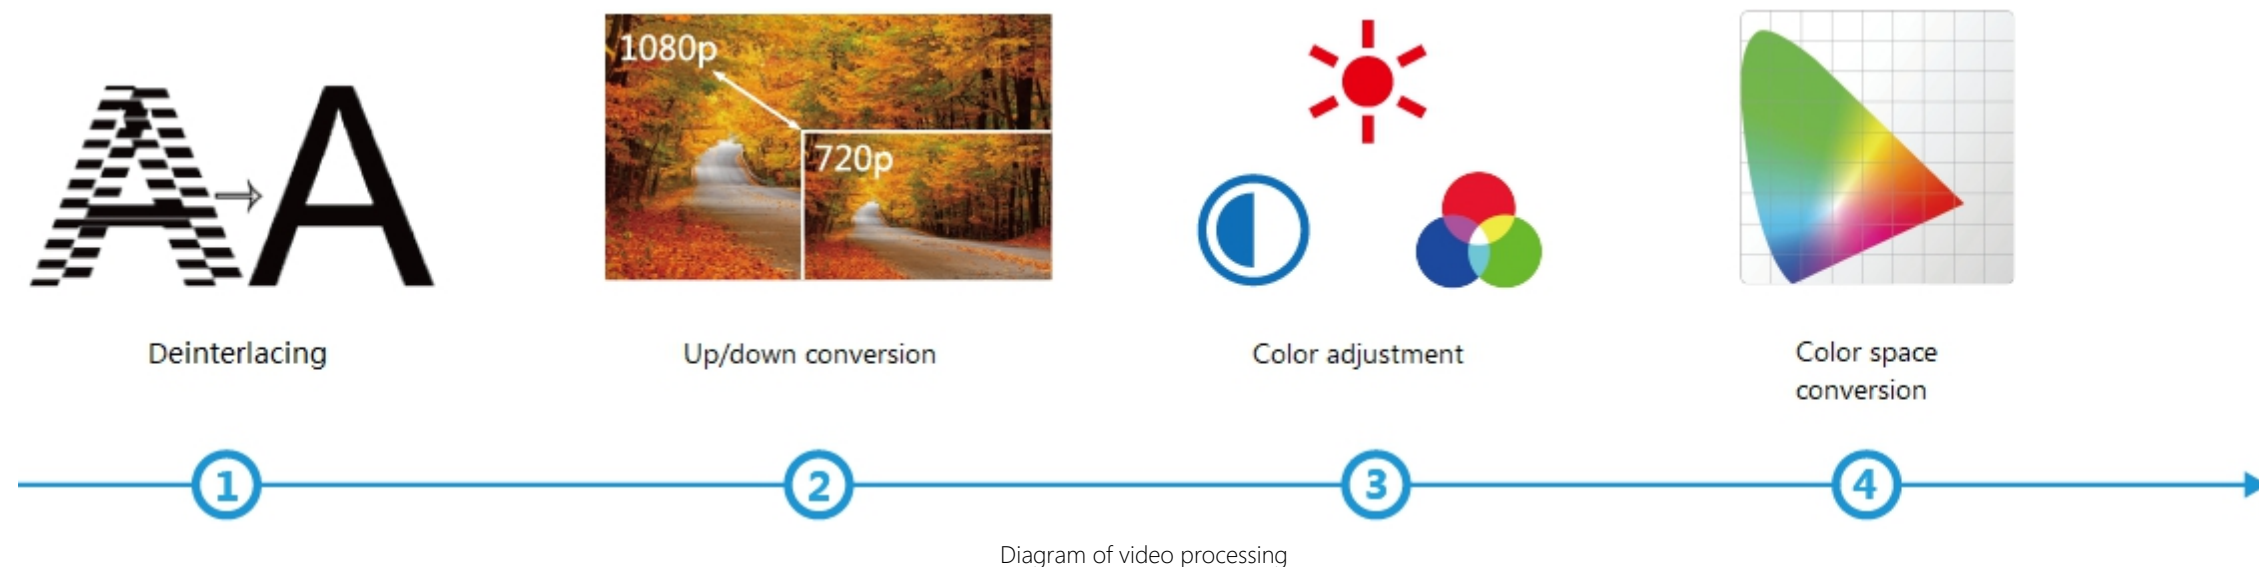 A A
1080p
720p
Deinterlacing
Up/down conversion
Color adjustment
Color space
conversion
1
2
3
4
Diagram of video processing